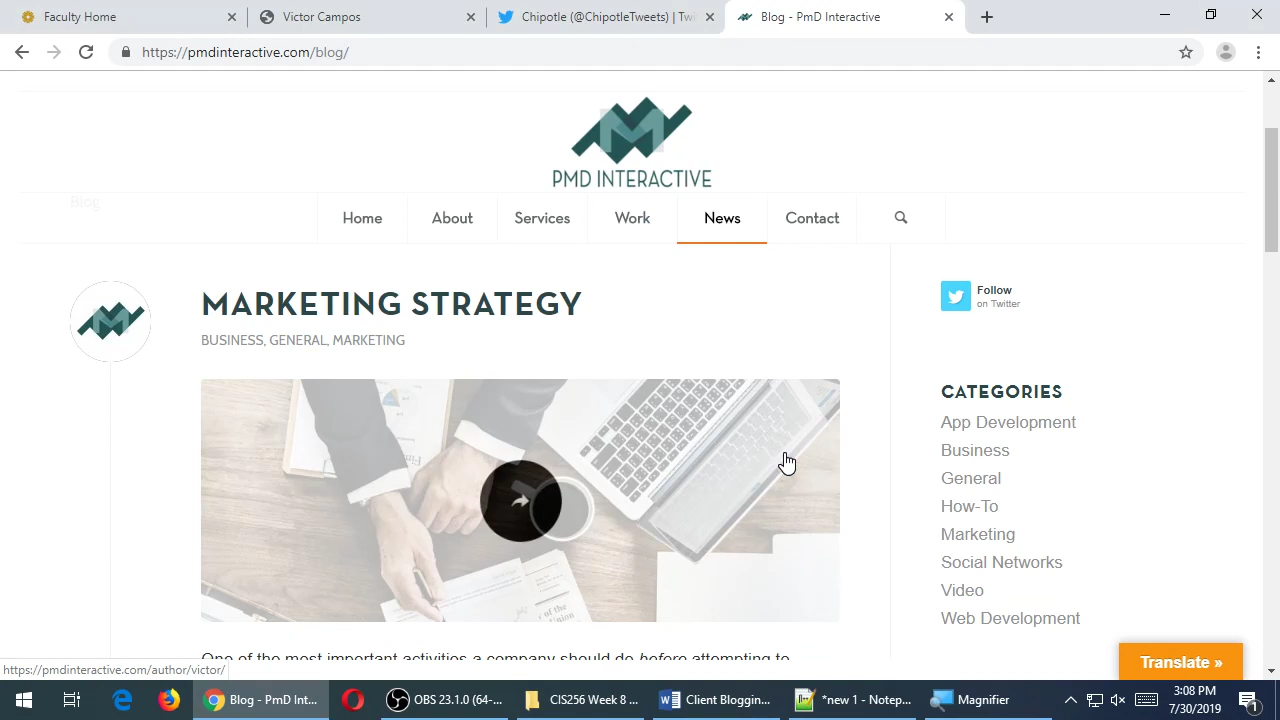 Faculty Home
Victor Campos
Chipotle (@ChipotleTweets) | Twi
Blog - PmD Interactive
https://pmdinteractive.com/blog/
PMD INTERACTIVE
Blog
Home
About
Services
Work
News
Contact
MARKETING STRATEGY
BUSINESS, GENERAL, MARKETING
Follow
on Twitter
CATEGORIES
App Development
Business
General
How-To
Marketing
Social Networks
Video
Web Development
One of the most important activities a company should do before attempting to
https://pmdinteractive.com/author/victor/
Translate »
Blog - PmD Int...
OBS 23.1.0 (64-...
CIS256 Week 8 ...
Client Bloggin...
*new 1 - Notep...
Magnifier
3:08 PM
7/30/2019
1